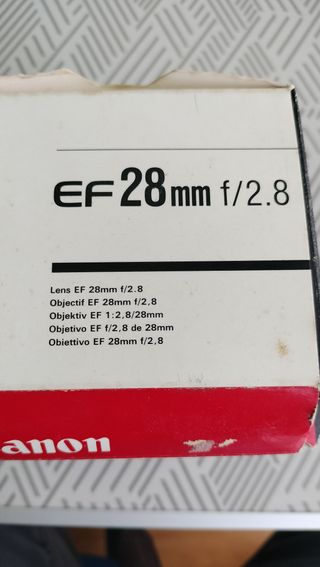 EF 28mm f/2.8
Lens EF 28mm f/2.8
Objectif EF 28mm f/2,8
Objektiv EF 1:2,8/28mm
Objetivo EF f/2,8 de 28mm
Obiettivo EF 28mm f/2,8
anon